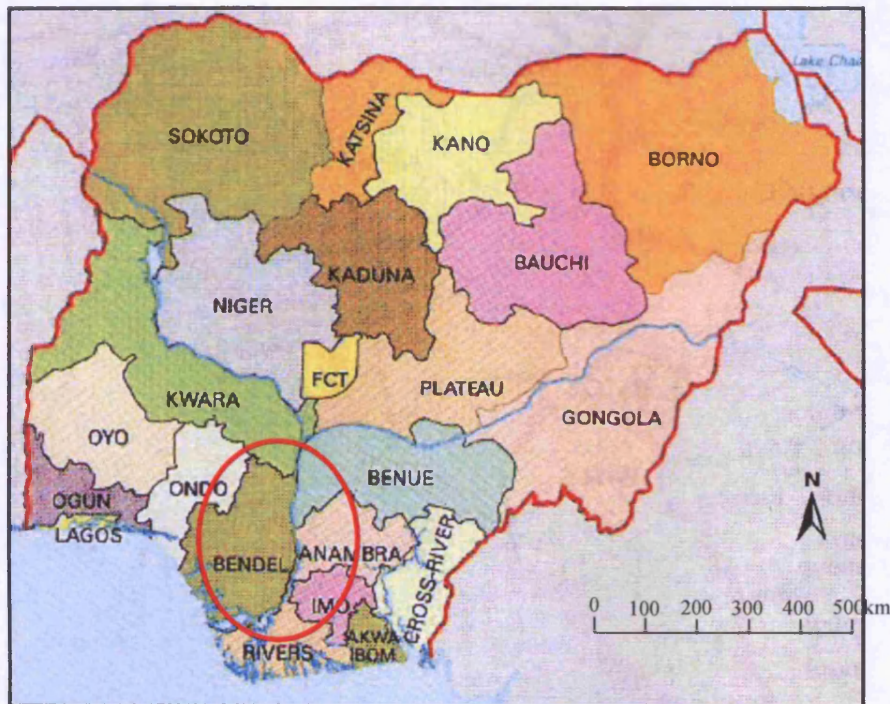 Lake Chad
SOKOTO
KATSINA
KANO
BORNO
BAUCHI
KADUNA
NIGER
FCT
PLATEAU
KWARA
GONGOLA
OYO
BENUE
ONDO
N
OGUN
LAGOS
ANAMBRA
BENDEL
CROSS-RIVER
IMO
0 100 200 300 400 500km
AKWA
IBOM
RIVERS